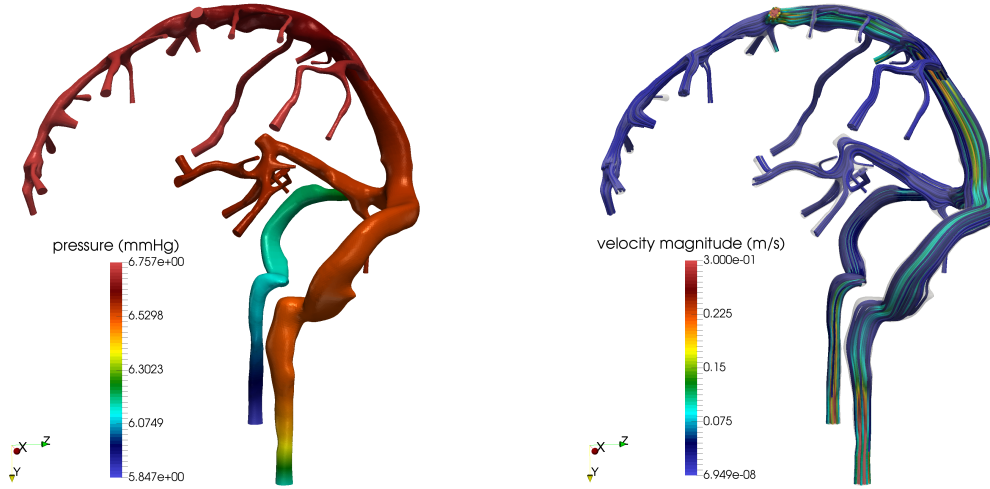 pressure (mmHg)
6.757e+00
6.5298
6.3023
6.0749
5.847e+00
X
Z
Y
velocity magnitude (m/s)
3.000e-01
0.225
0.15
0.075
6.949e-08
X
Z
Y